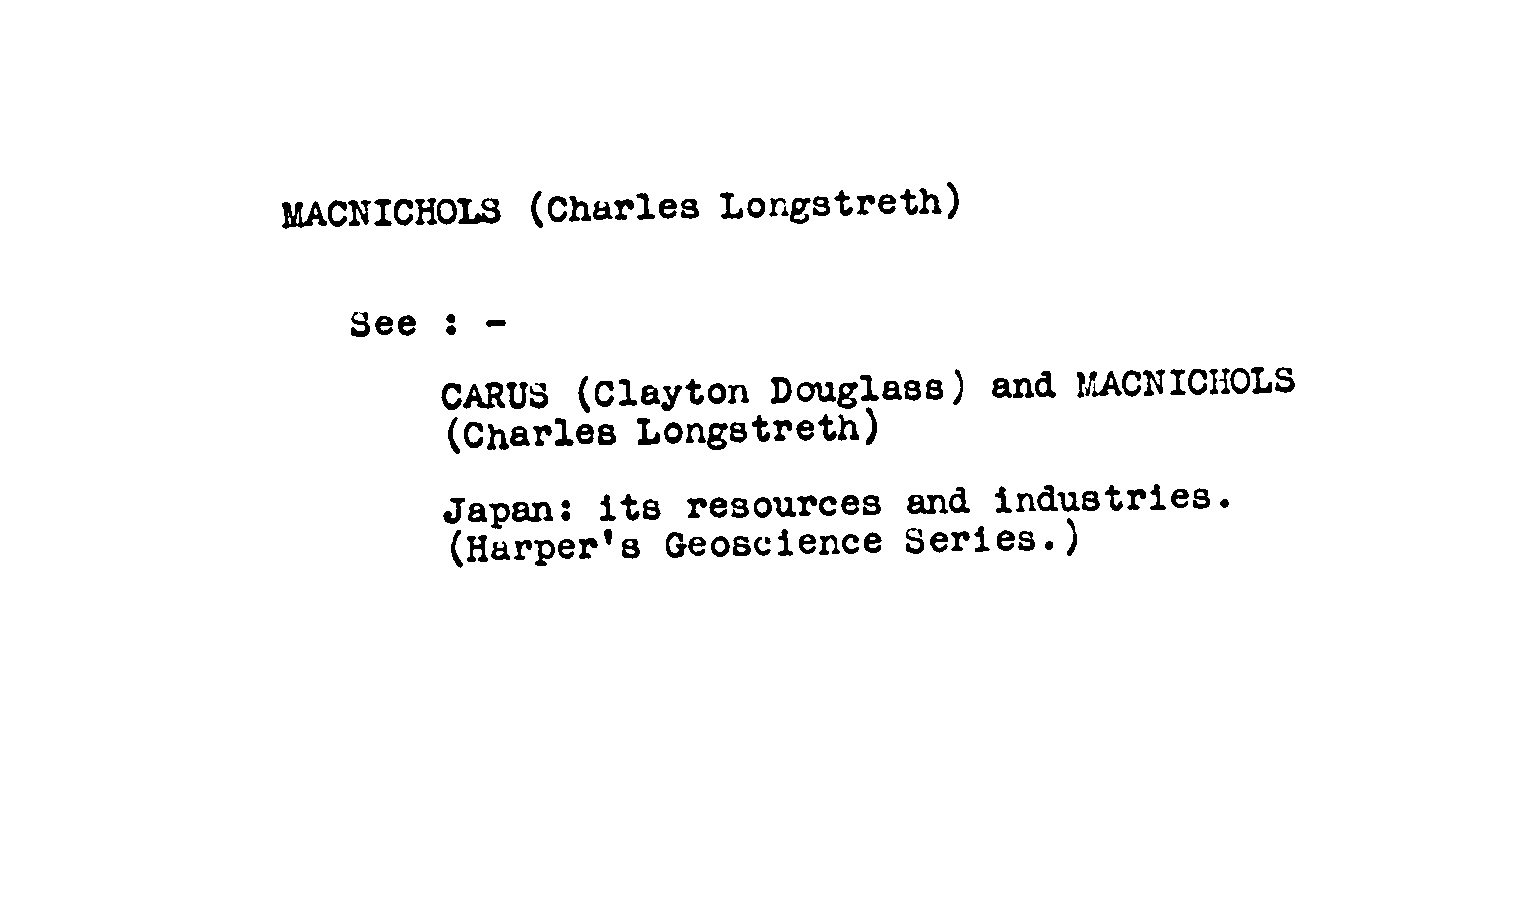 MACNICHOLS (Charles Longstreth)
See : -
CARUS (Clayton Douglass) and MACNICHOLS
(Charles Longstreth)
Japan: its resources and industries.
(Harper's Geoscience Series.)